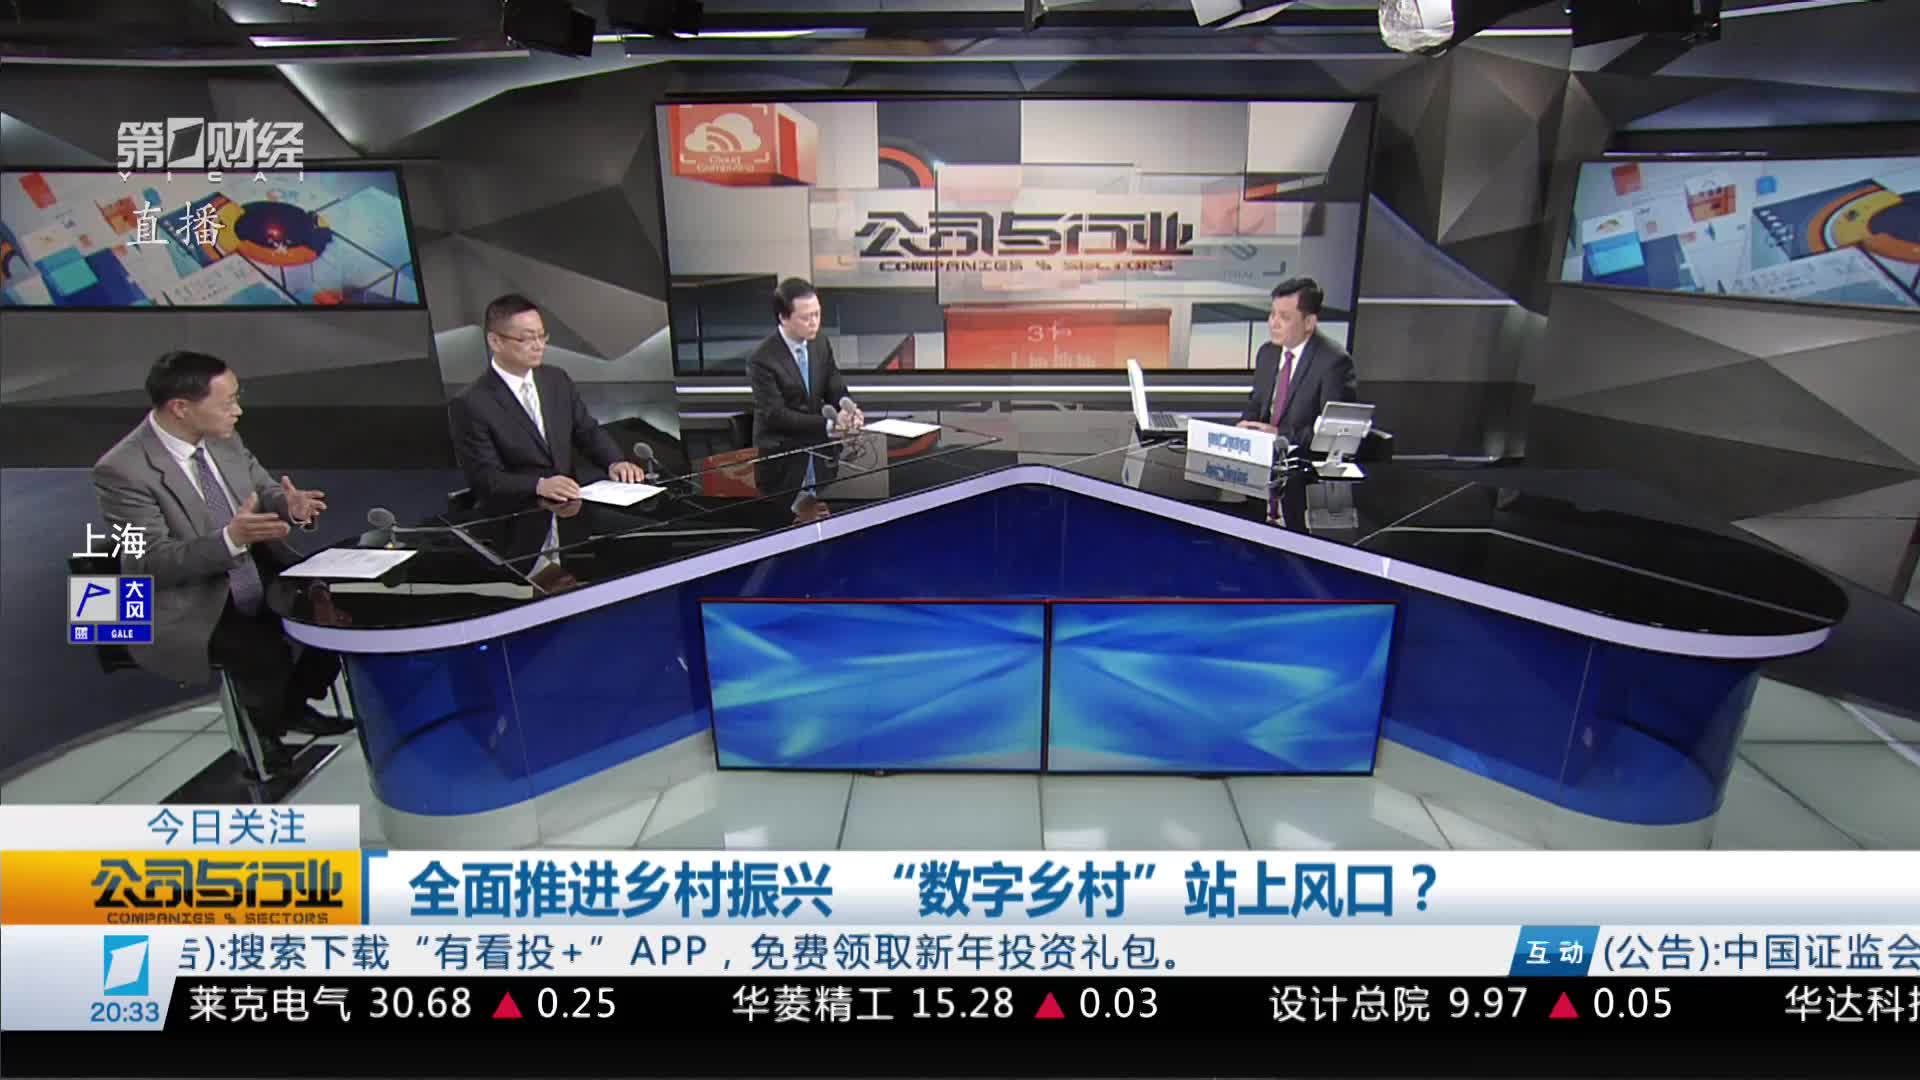 第1财经
YICAI
直播
Cloud
Computing
公司与行业
COMPANIES & SECTORS
上海
大风
蓝
GALE
今日关注
公司与行业
COMPANIES & SECTORS
全面推进乡村振兴 “数字乡村”站上风口？
告):搜索下载“有看投+”APP，免费领取新年投资礼包。
互动
(公告):中国证监会
20:33
莱克电气 30.68 ▲ 0.25 华菱精工 15.28 ▲ 0.03 设计总院 9.97 ▲ 0.05 华达科技